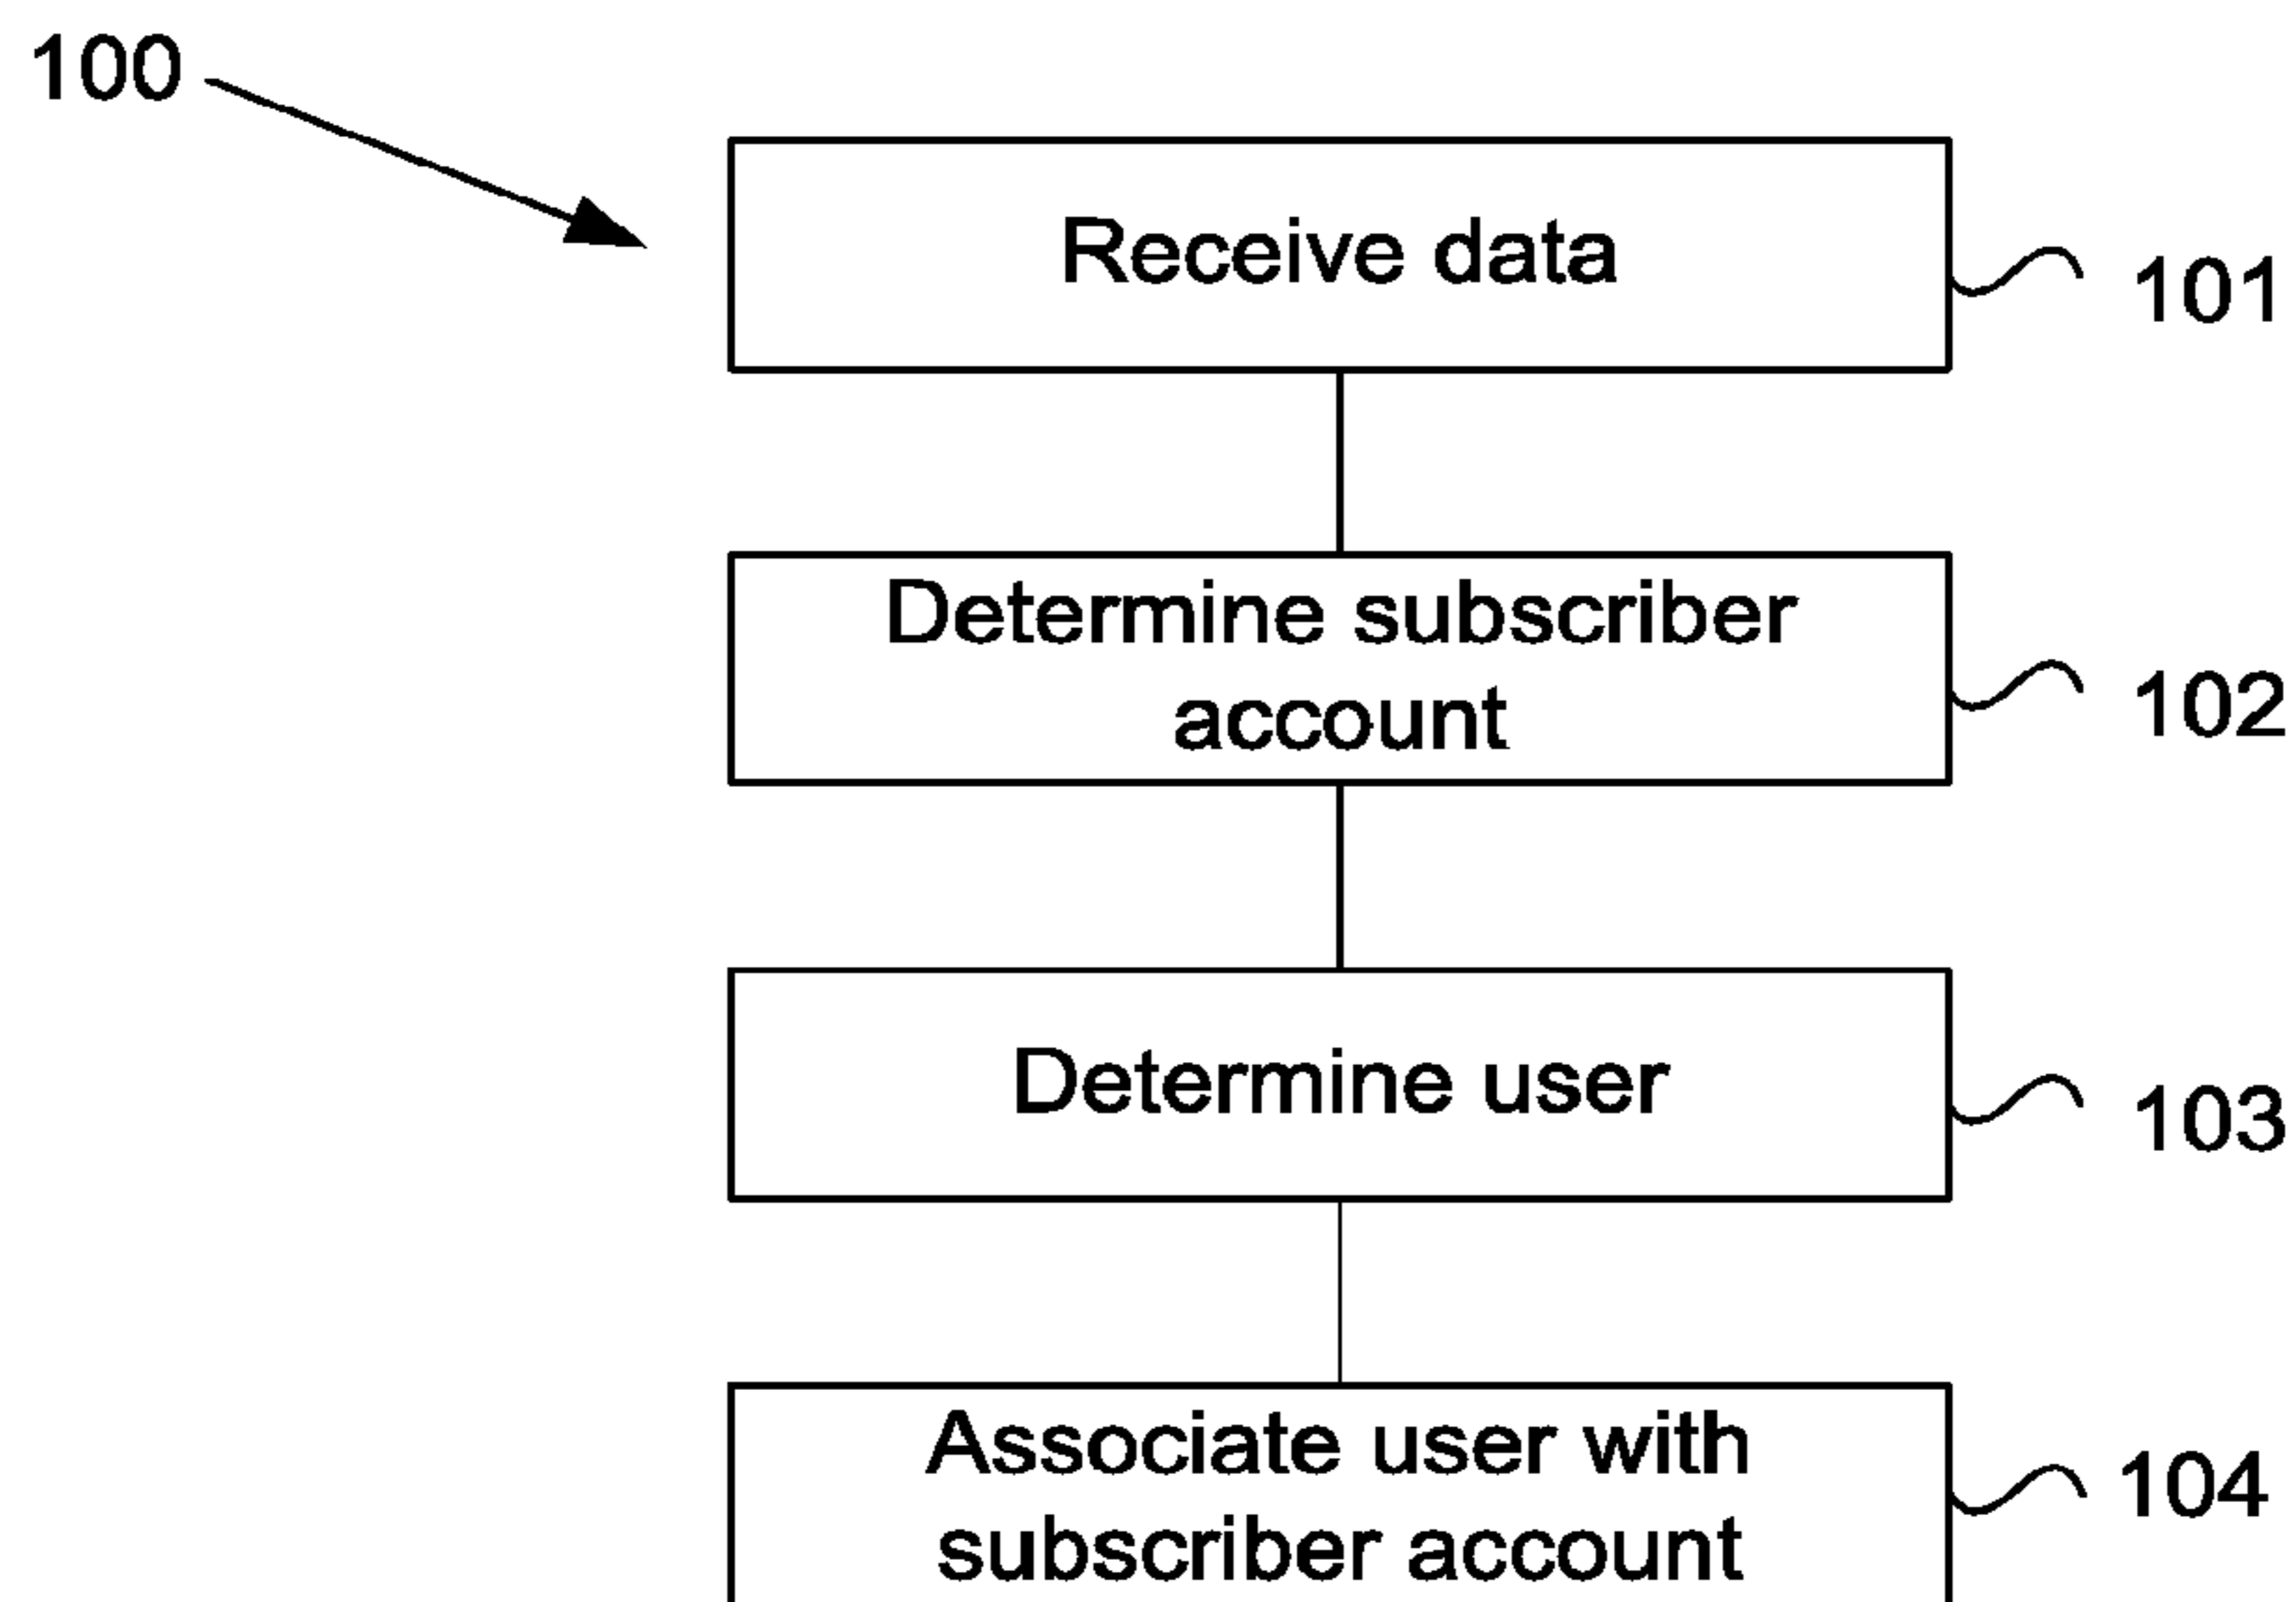 100
Receive data
101
Determine subscriber
account
102
Determine user
103
Associate user with
subscriber account
104